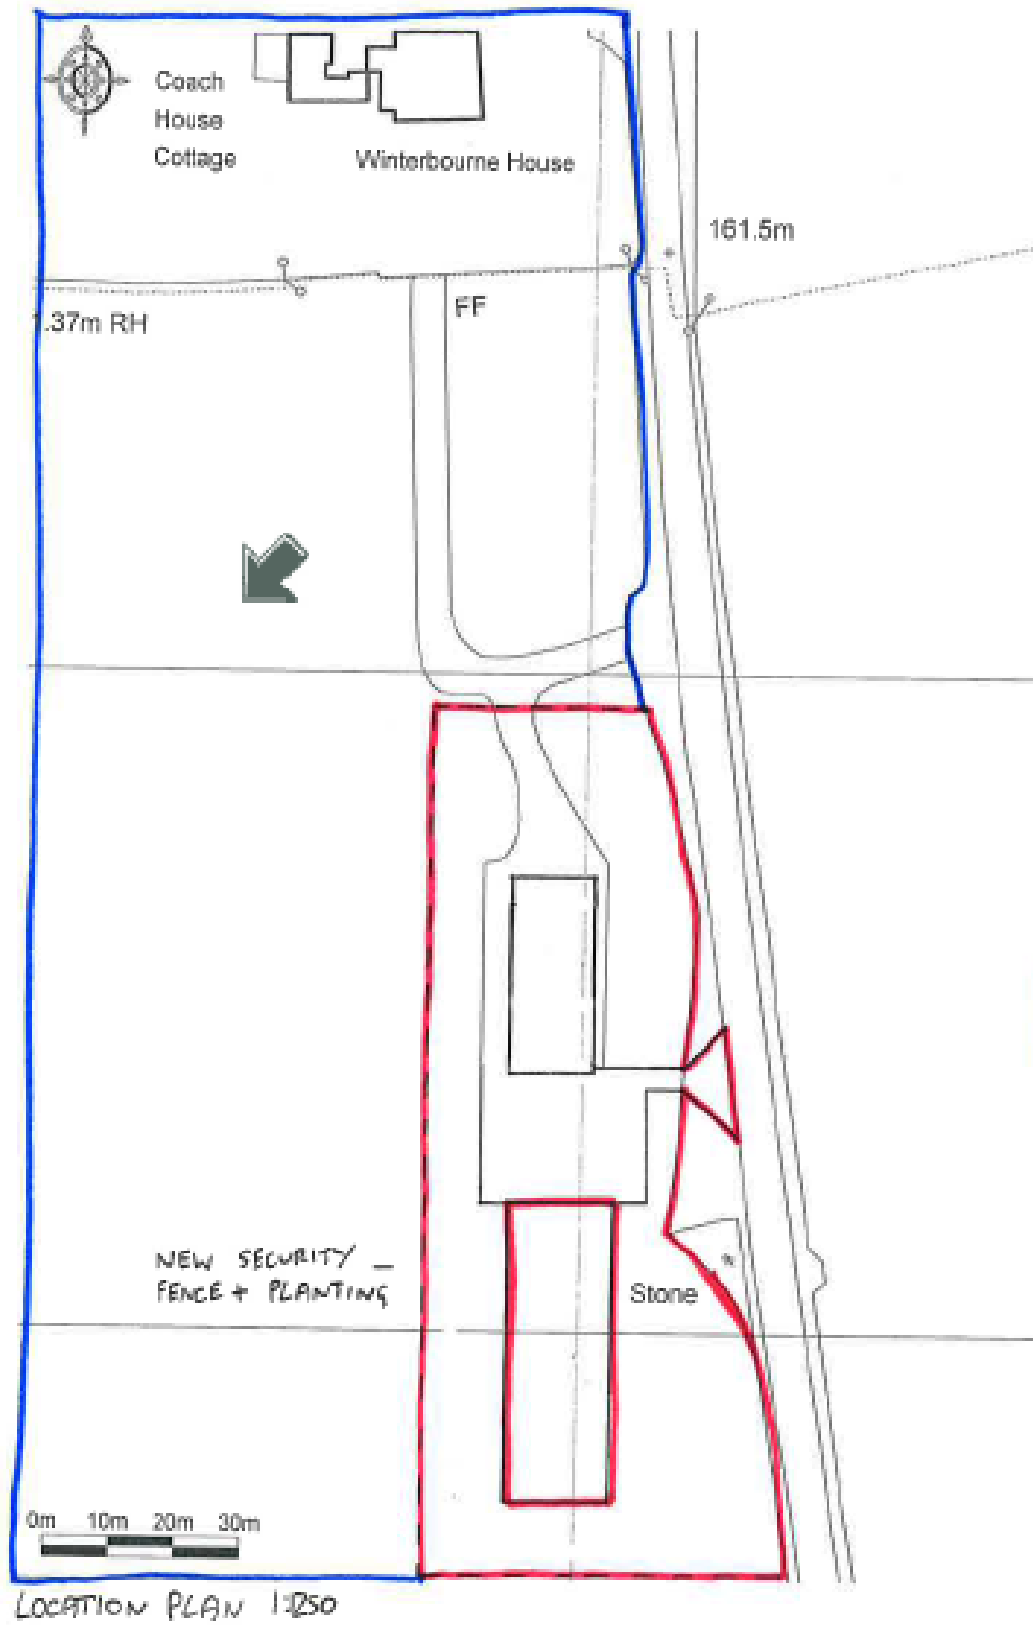 Coach
House
Cottage
Winterbourne House
161.5m
FF
.37m RH
NEW SECURITY
FENCE + PLANTING
Stone
0m 10m 20m 30m
LOCATION PLAN 1:1250